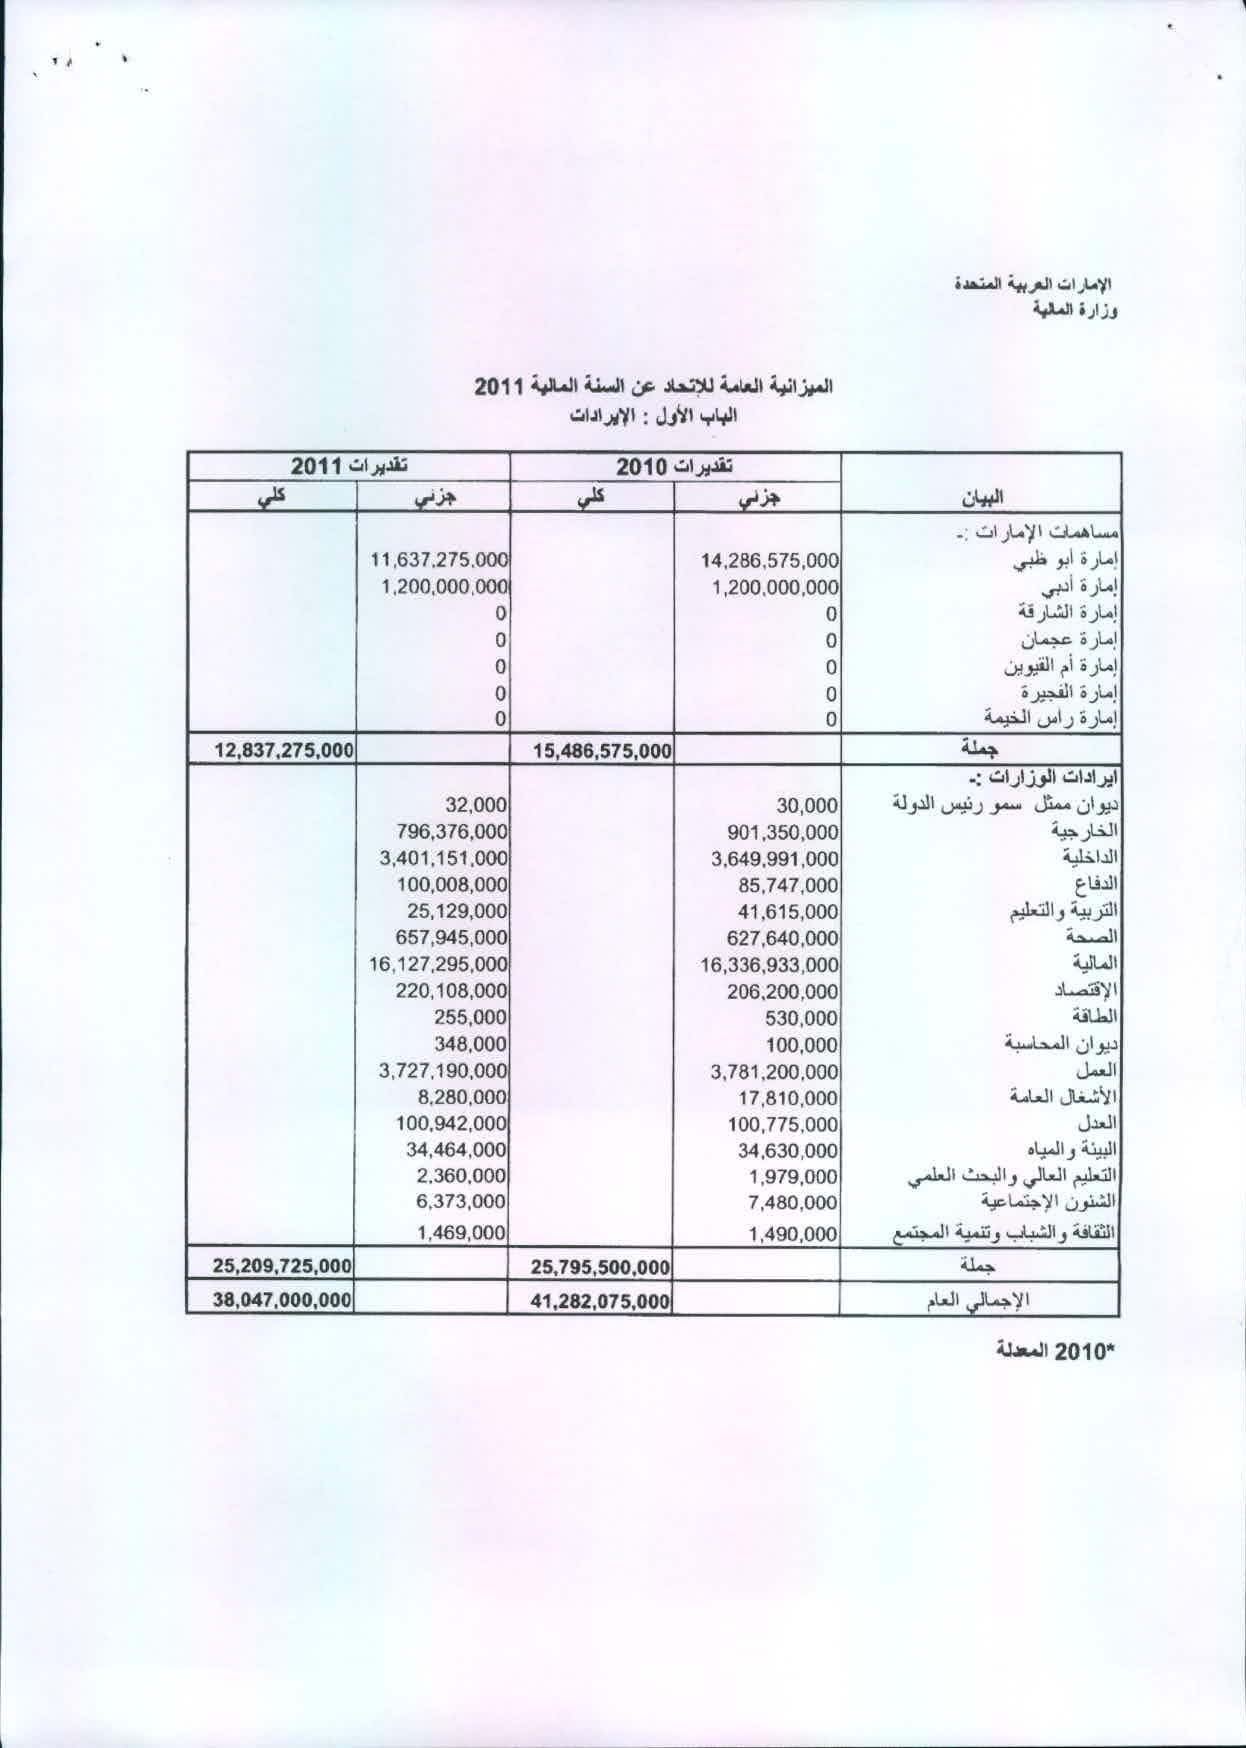 الإمارات العربية المتحدة
وزارة المالية
الميزانية العامة للإتحاد عن السنة المالية 2011
الباب الأول : الإيرادات
البيان تقديرات 2010 تقديرات 2011
جزئي كلي جزئي كلي
مساهمات الإمارات :-
إمارة أبو ظبي 14,286,575,000 11,637,275,000
إمارة أدبي 1,200,000,000 1,200,000,000
إمارة الشارقة 0 0
إمارة عجمان 0 0
إمارة أم القيوين 0 0
إمارة الفجيرة 0 0
إمارة راس الخيمة 0 0
جملة 15,486,575,000 12,837,275,000
ايرادات الوزارات :-
ديوان ممثل سمو رئيس الدولة 30,000 32,000
الخارجية 901,350,000 796,376,000
الداخلية 3,649,991,000 3,401,151,000
الدفاع 85,747,000 100,008,000
التربية والتعليم 41,615,000 25,129,000
الصحة 627,640,000 657,945,000
المالية 16,336,933,000 16,127,295,000
الإقتصاد 206,200,000 220,108,000
الطاقة 530,000 255,000
ديوان المحاسبة 100,000 348,000
العمل 3,781,200,000 3,727,190,000
الأشغال العامة 17,810,000 8,280,000
العدل 100,775,000 100,942,000
البيئة والمياه 34,630,000 34,464,000
التعليم العالي والبحث العلمي 1,979,000 2,360,000
الشئون الإجتماعية 7,480,000 6,373,000
الثقافة والشباب وتنمية المجتمع 1,490,000 1,469,000
جملة 25,795,500,000 25,209,725,000
الإجمالي العام 41,282,075,000 38,047,000,000
*2010 المعدلة